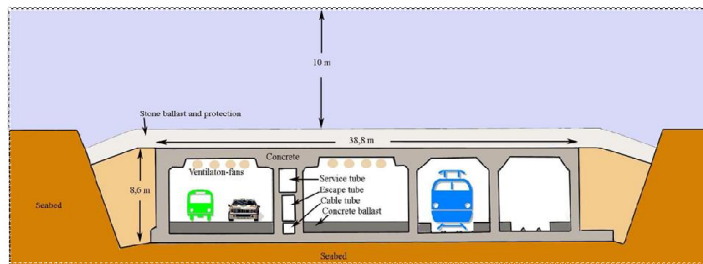 10 m
Stone ballast and protection
38,8 m
Concrete
Ventilaton-fans
Service tube
Escape tube
8,6 m
Cable tube
Concrete ballast
Seabed
Seabed